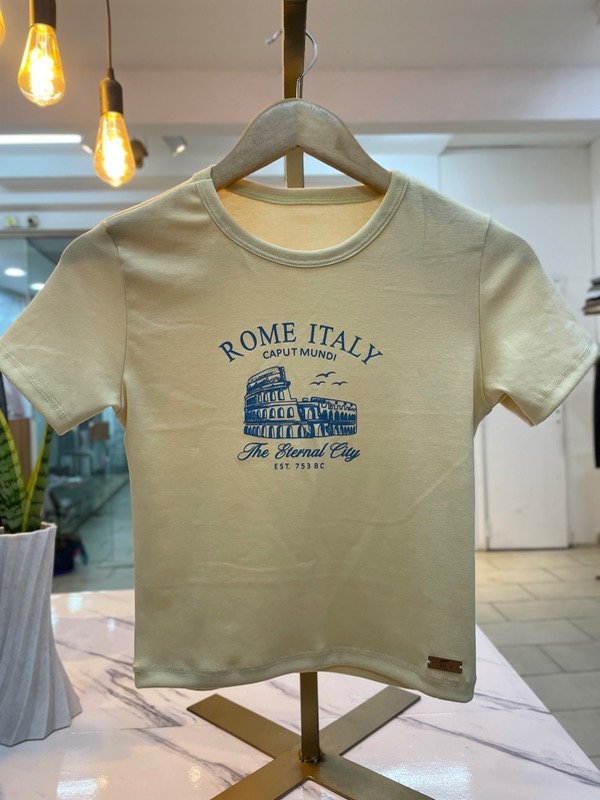 ROME ITALY
CAPUT MUNDI
The Eternal City
EST. 753 BC